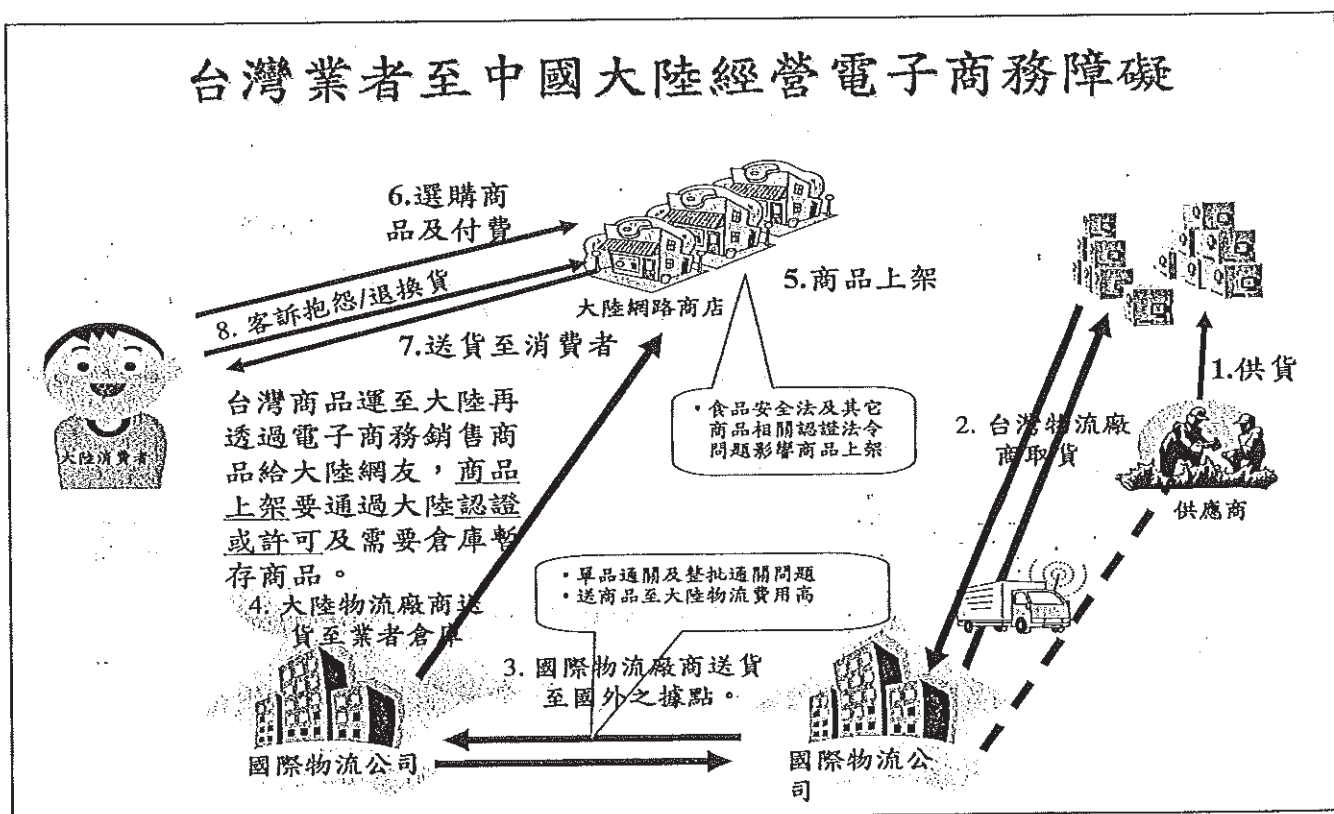 台灣業者至中國大陸經營電子商務障礙
6.選購商
品及付費
8. 客訴抱怨/退換貨
大陸網路商店
5.商品上架
7.送貨至消費者
1.供貨
大陸消費者
台灣商品運至大陸再
透過電子商務銷售商
品給大陸網友，商品
上架要通過大陸認證
或許可及需要倉庫暫
存商品。
• 食品安全法及其它
商品相關認證法令
問題影響商品上架
2. 台灣物流廠
商取貨
供應商
• 單品通關及整批通關問題
• 送商品至大陸物流費用高
4. 大陸物流廠商送
貨至業者倉庫
3. 國際物流廠商送貨
至國外之據點。
國際物流公司
國際物流公
司